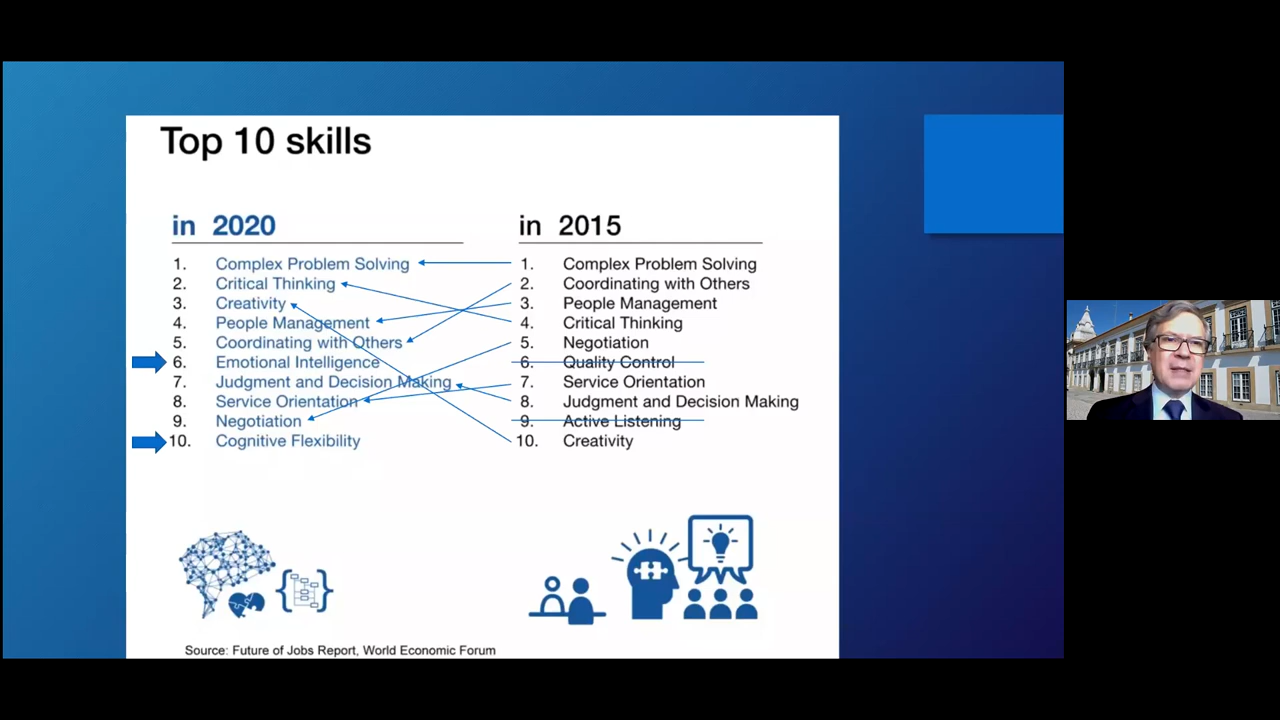 Top 10 skills
in 2020
1. Complex Problem Solving
2. Critical Thinking
3. Creativity
4. People Management
5. Coordinating with Others
6. Emotional Intelligence
7. Judgment and Decision Making
8. Service Orientation
9. Negotiation
10. Cognitive Flexibility
in 2015
1. Complex Problem Solving
2. Coordinating with Others
3. People Management
4. Critical Thinking
5. Negotiation
6. Quality Control
7. Service Orientation
8. Judgment and Decision Making
9. Active Listening
10. Creativity
Source: Future of Jobs Report, World Economic Forum